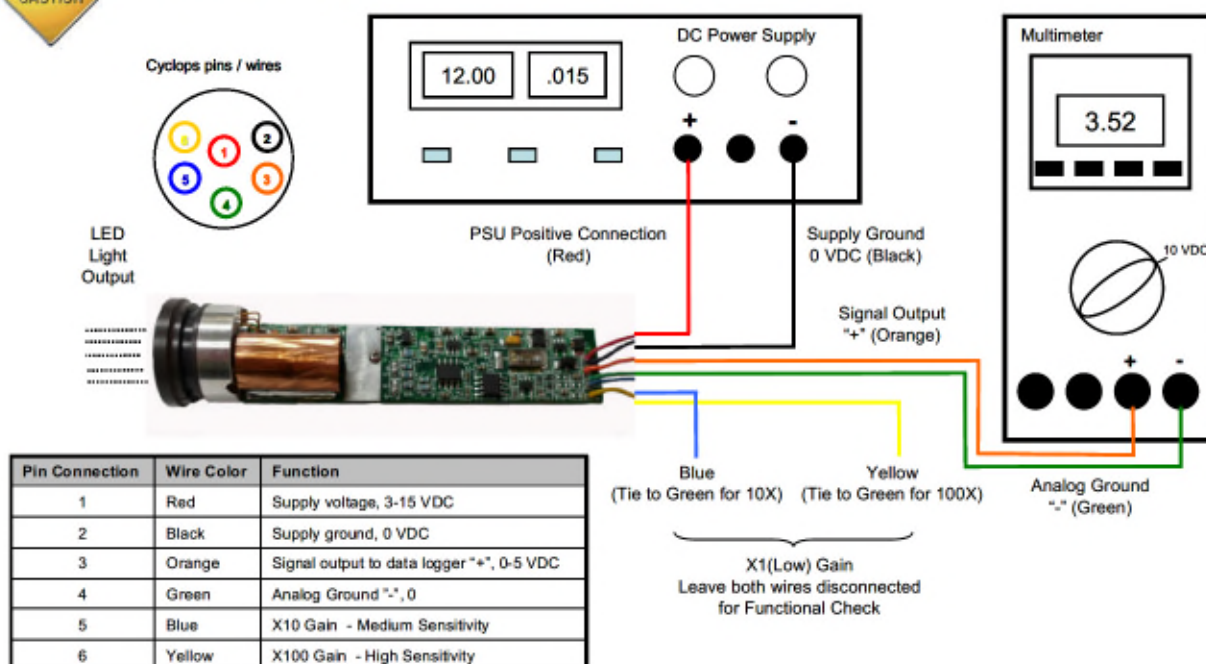 CAUTION
Cyclops pins / wires
6
1
2
5
3
4
DC Power Supply
12.00
.015
+
-
Multimeter
3.52
10 VDC
+
-
LED
Light
Output
PSU Positive Connection
(Red)
Supply Ground
0 VDC (Black)
Signal Output
"+" (Orange)
Blue
(Tie to Green for 10X)
Yellow
(Tie to Green for 100X)
Analog Ground
"-" (Green)
X1(Low) Gain
Leave both wires disconnected
for Functional Check
Pin Connection Wire Color Function
1 Red Supply voltage, 3-15 VDC
2 Black Supply ground, 0 VDC
3 Orange Signal output to data logger "+", 0-5 VDC
4 Green Analog Ground "-", 0
5 Blue X10 Gain - Medium Sensitivity
6 Yellow X100 Gain - High Sensitivity